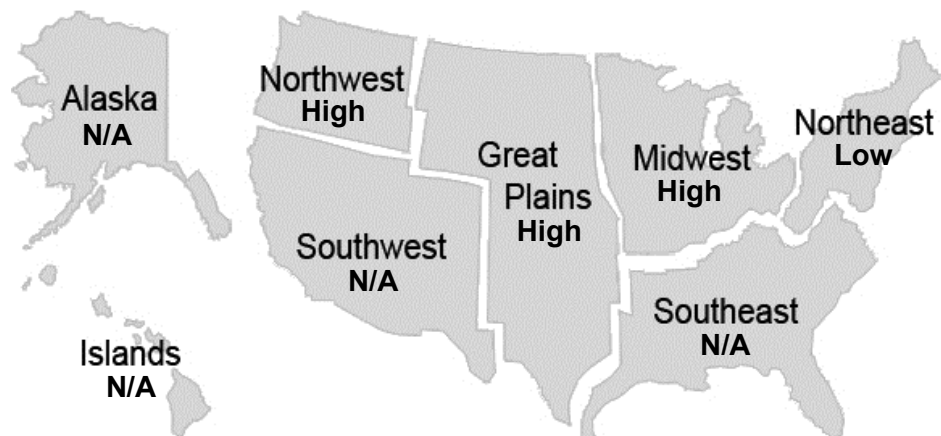 Alaska
N/A
Northwest
High
Great
Plains
High
Midwest
High
Northeast
Low
Southwest
N/A
Southeast
N/A
Islands
N/A